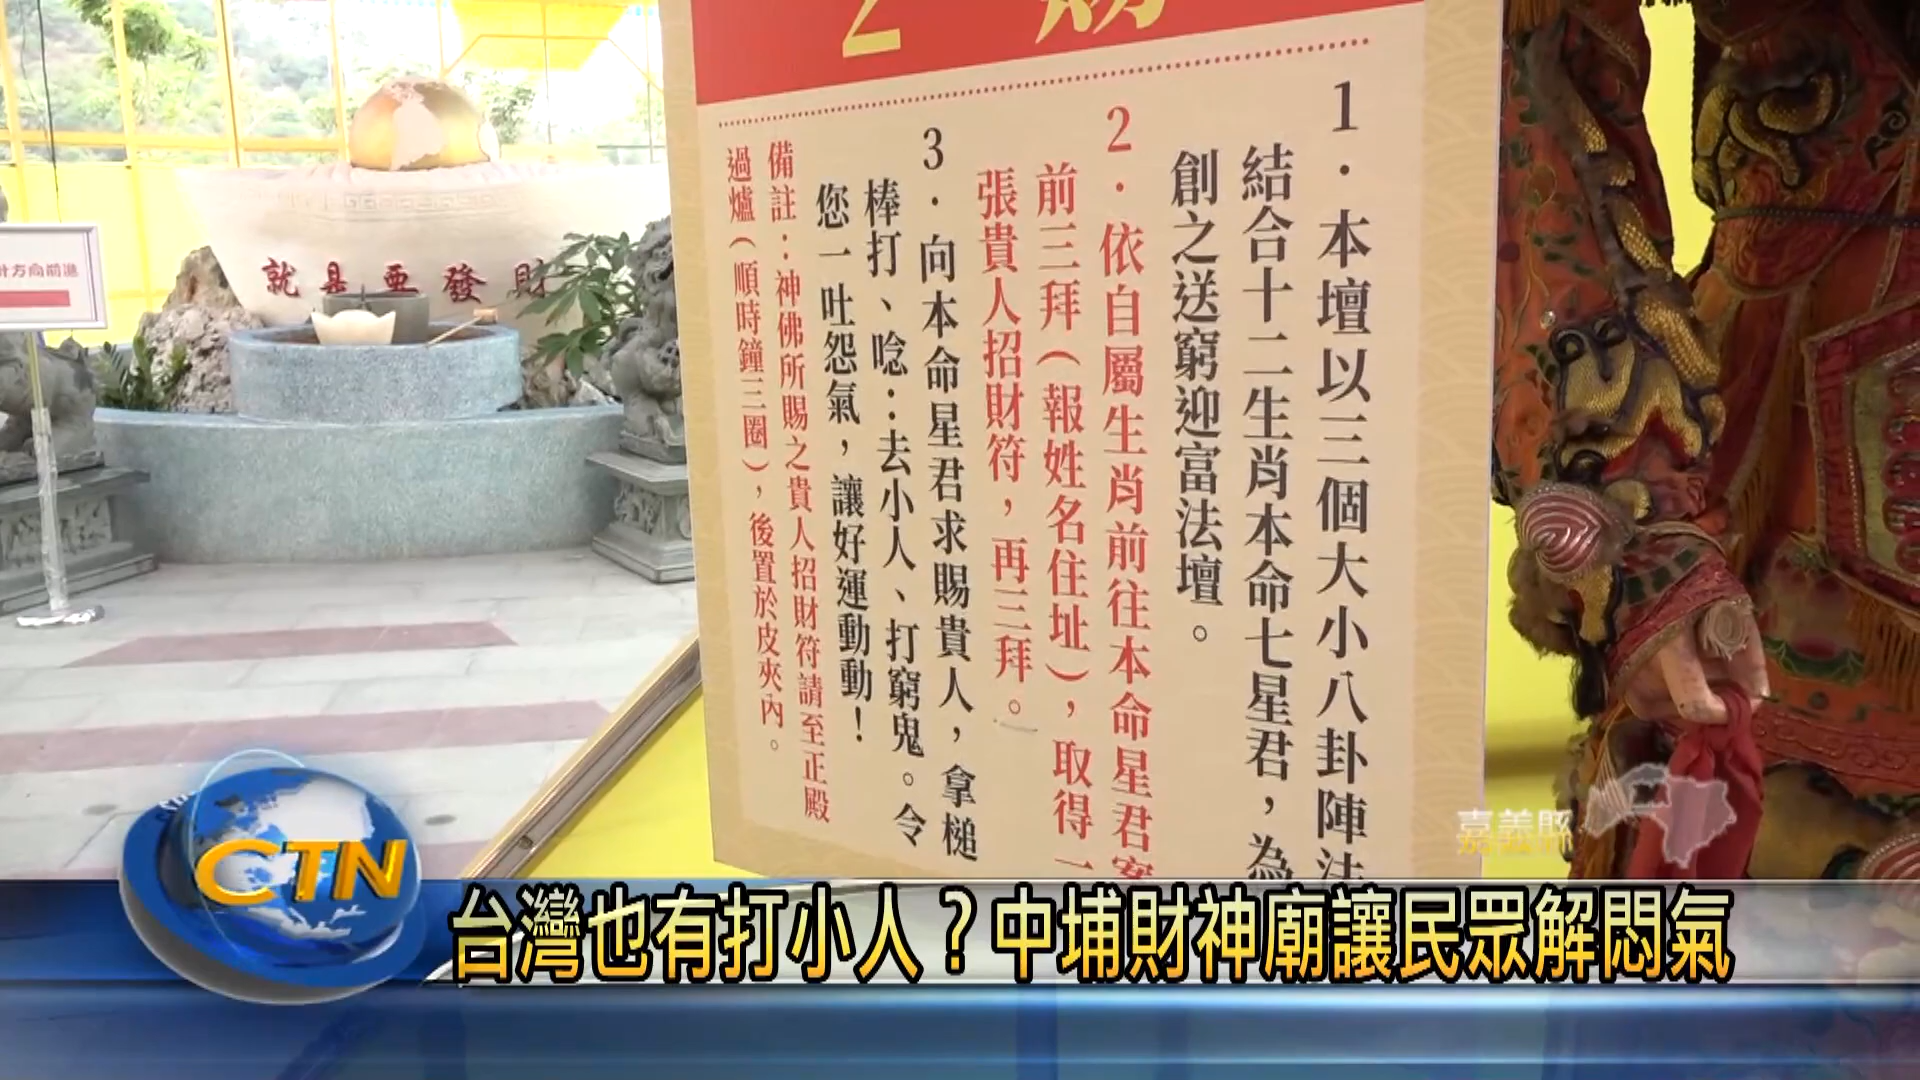 2
1．本壇以三個大小八卦陣法
結合十二生肖本命七星君，為
創之送窮迎富法壇。
2．依自屬生肖前往本命星君案
前三拜（報姓名住址），取得一
張貴人招財符，再三拜。
3．向本命星君求賜貴人，拿槌
棒打、唸：去小人、打窮鬼。令
您一吐怨氣，讓好運動動！
備註：神佛所賜之貴人招財符請至正殿
過爐（順時鐘三圈），後置於皮夾內。
就是要發財
針方向前進
嘉義縣
CTN
台灣也有打小人？中埔財神廟讓民眾解悶氣